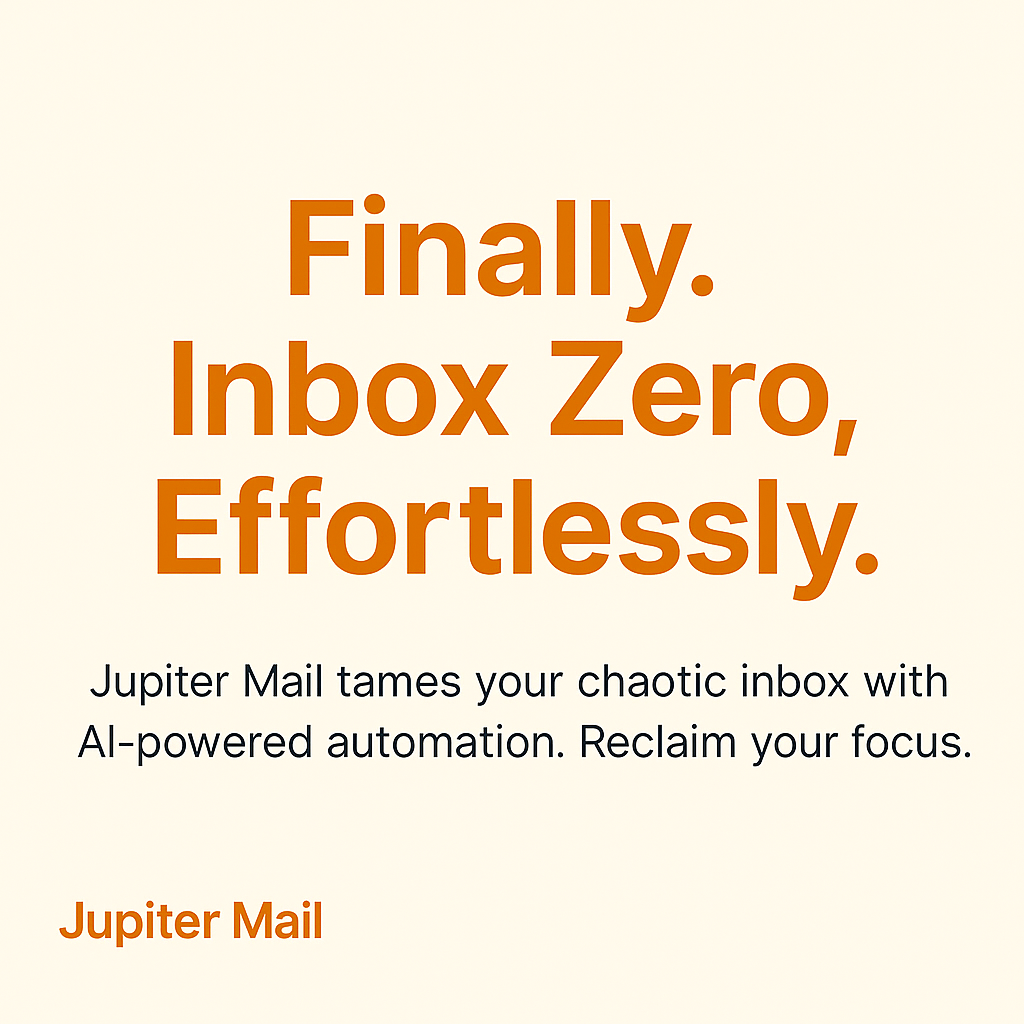 Finally.
Inbox Zero,
Effortlessly.
Jupiter Mail tames your chaotic inbox with
AI-powered automation. Reclaim your focus.
Jupiter Mail